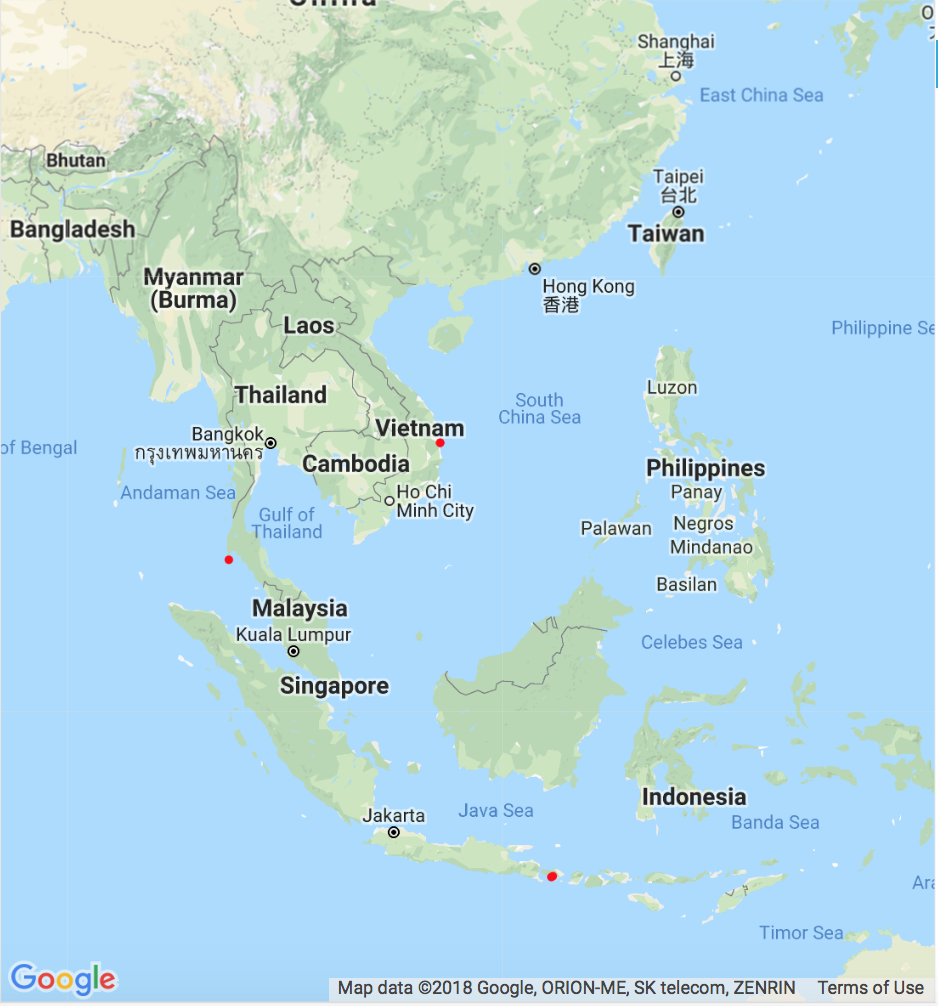 Shanghai
上海
East China Sea
Bhutan
Taipei
台北
Bangladesh
Taiwan
Myanmar
(Burma)
Hong Kong
香港
Laos
Philippine Se
Luzon
Thailand
South
China Sea
Vietnam
Bangkok
กรุงเทพมหานคร
of Bengal
Cambodia
Philippines
Andaman Sea
Ho Chi
Minh City
Panay
Gulf of
Thailand
Palawan
Negros
Mindanao
Basilan
Malaysia
Kuala Lumpur
Celebes Sea
Singapore
Indonesia
Jakarta
Java Sea
Banda Sea
Ara
Timor Sea
Google
Map data ©2018 Google, ORION-ME, SK telecom, ZENRIN Terms of Use